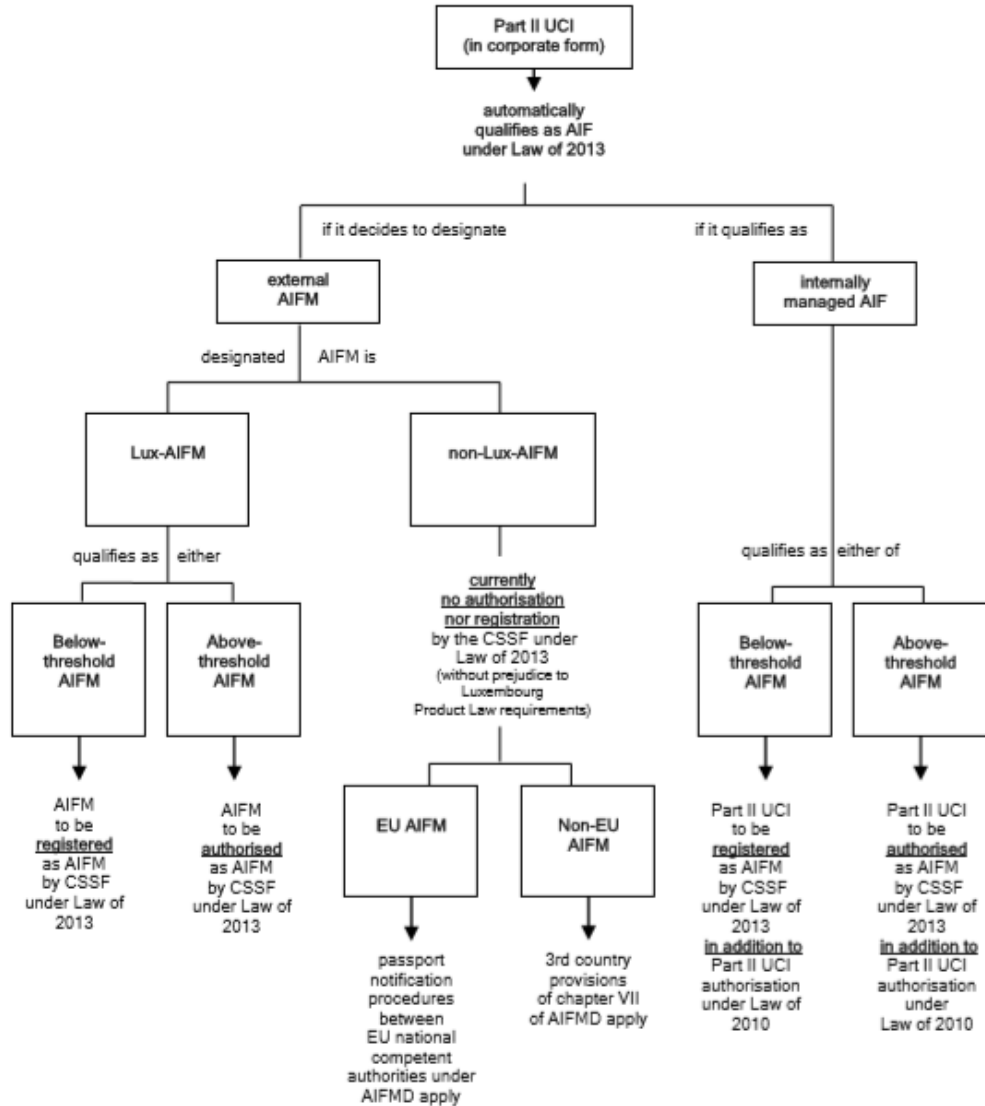 Part II UCI
(in corporate form)
automatically
qualifies as AIF
under Law of 2013
if it decides to designate
if it qualifies as
external
AIFM
internally
managed AIF
designated
AIFM is
Lux-AIFM
non-Lux-AIFM
qualifies as
either
currently
no authorisation
nor registration
by the CSSF under
Law of 2013
(without prejudice to
Luxembourg
Product Law requirements)
qualifies as
either of
Below-
threshold
AIFM
Above-
threshold
AIFM
Below-
threshold
AIFM
Above-
threshold
AIFM
AIFM
to be
registered
as AIFM
by CSSF
under Law of
2013
AIFM
to be
authorised
as AIFM
by CSSF
under Law of
2013
EU AIFM
Non-EU
AIFM
passport
notification
procedures
between
EU national
competent
authorities under
AIFMD apply
3rd country
provisions
of chapter VII
of AIFMD apply
Part II UCI
to be
registered
as AIFM
by CSSF
under Law of
2013
in addition to
Part II UCI
authorisation
under Law of
2010
Part II UCI
to be
authorised
as AIFM
by CSSF
under Law of
2013
in addition to
Part II UCI
authorisation
under
Law of 2010